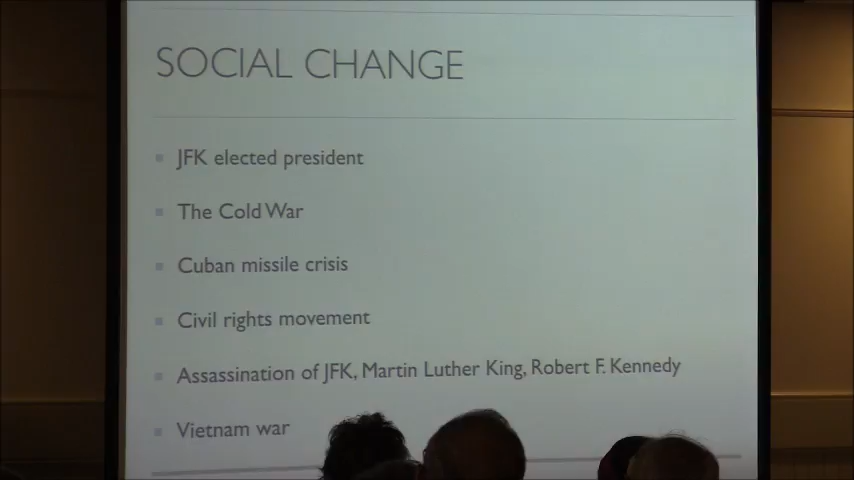 SOCIAL CHANGE
JFK elected president
The Cold War
Cuban missile crisis
Civil rights movement
Assassination of JFK, Martin Luther King, Robert F. Kennedy
Vietnam war